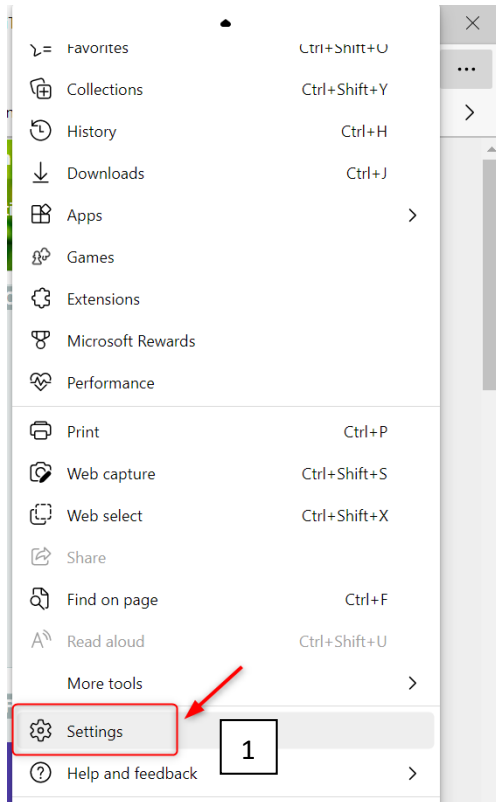 Favorites Ctrl+Shift+O
Collections Ctrl+Shift+Y
History Ctrl+H
Downloads Ctrl+J
Apps
Games
Extensions
Microsoft Rewards
Performance
Print Ctrl+P
Web capture Ctrl+Shift+S
Web select Ctrl+Shift+X
Share
Find on page Ctrl+F
Read aloud Ctrl+Shift+U
More tools
Settings
1
Help and feedback